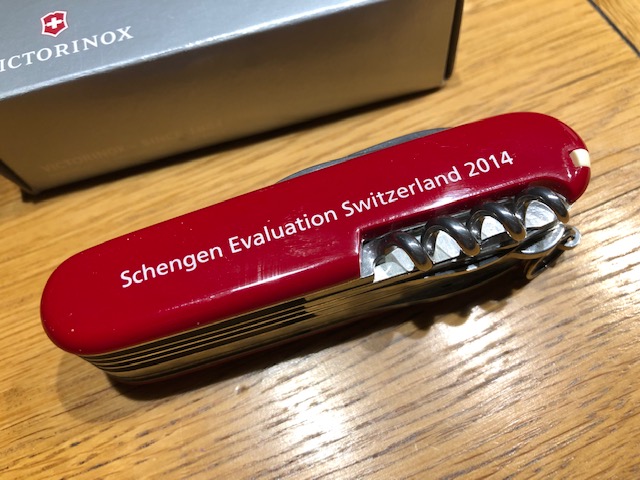 VICTORINOX
Schengen Evaluation Switzerland 2014